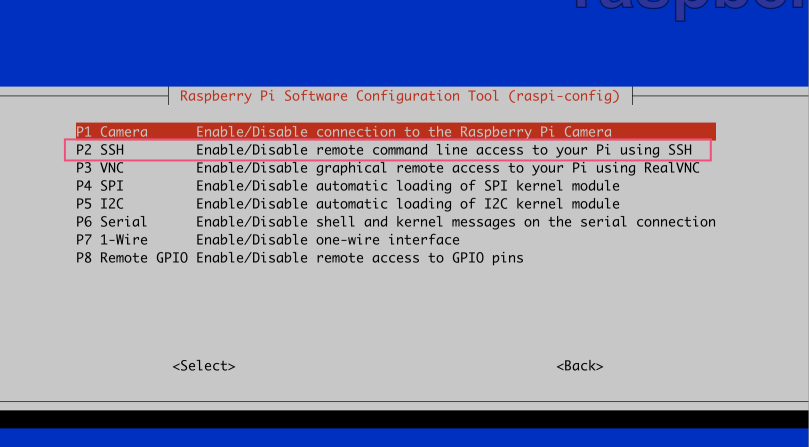 Raspberry Pi Software Configuration Tool (raspi-config)
P1 Camera Enable/Disable connection to the Raspberry Pi Camera
P2 SSH Enable/Disable remote command line access to your Pi using SSH
P3 VNC Enable/Disable graphical remote access to your Pi using RealVNC
P4 SPI Enable/Disable automatic loading of SPI kernel module
P5 I2C Enable/Disable automatic loading of I2C kernel module
P6 Serial Enable/Disable shell and kernel messages on the serial connection
P7 1-Wire Enable/Disable one-wire interface
P8 Remote GPIO Enable/Disable remote access to GPIO pins
<Select> <Back>